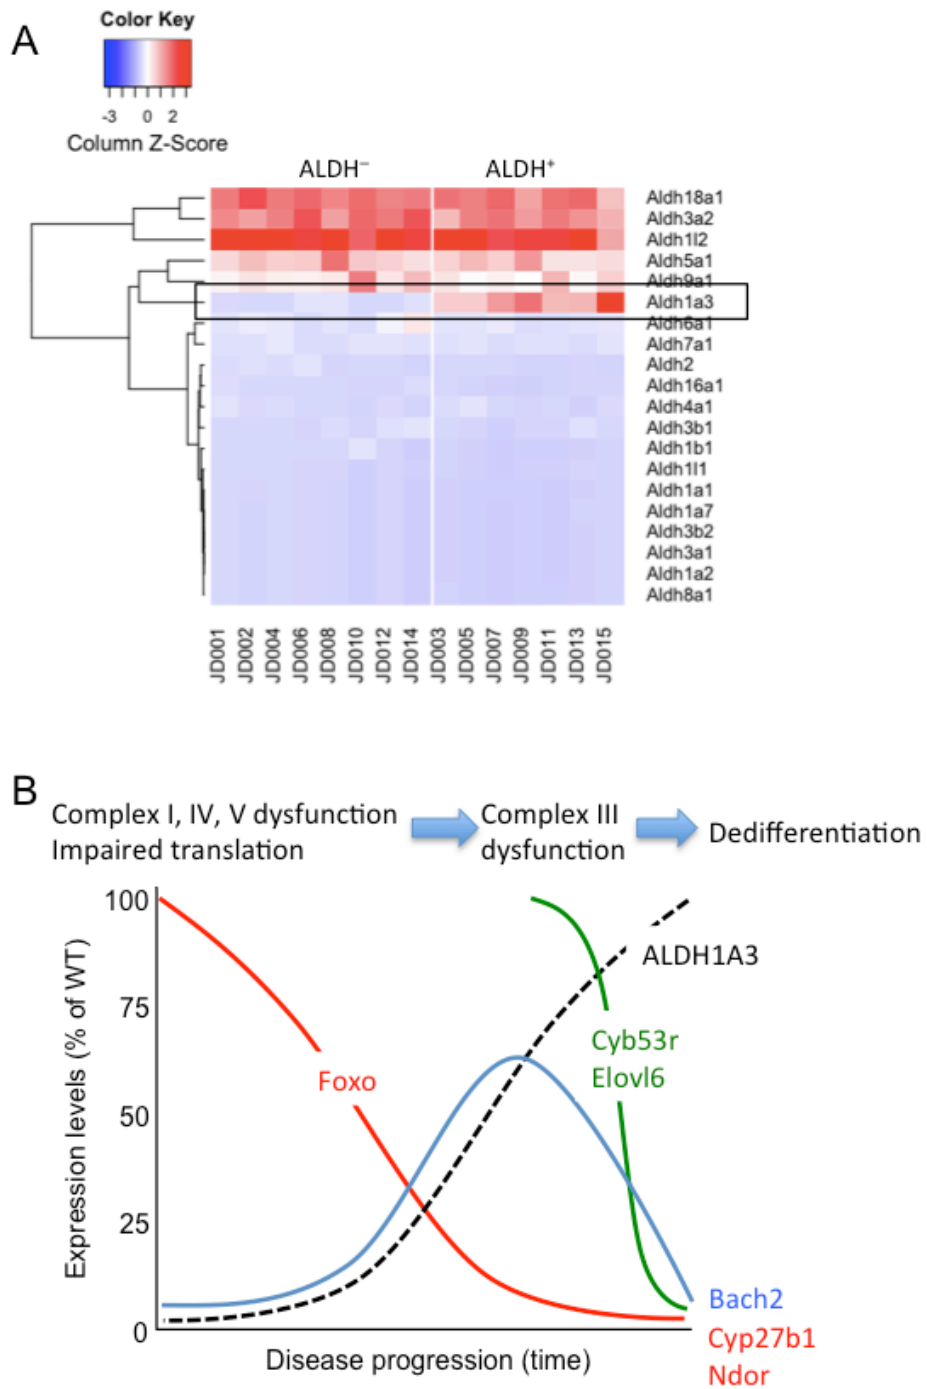 A
Color Key
-3 0 2
Column Z-Score
ALDH⁻ ALDH⁺
Aldh18a1
Aldh3a2
Aldh1l2
Aldh5a1
Aldh9a1
Aldh1a3
Aldh6a1
Aldh7a1
Aldh2
Aldh16a1
Aldh4a1
Aldh3b1
Aldh1b1
Aldh1l1
Aldh1a1
Aldh1a7
Aldh3b2
Aldh3a1
Aldh1a2
Aldh8a1
JD001
JD002
JD004
JD006
JD008
JD010
JD012
JD014
JD003
JD005
JD007
JD009
JD011
JD013
JD015
B
Complex I, IV, V dysfunction
Impaired translation
Complex III
dysfunction
Dedifferentiation
Expression levels (% of WT)
100
75
50
25
0
ALDH1A3
Cyb53r
Elovl6
Foxo
Bach2
Cyp27b1
Ndor
Disease progression (time)